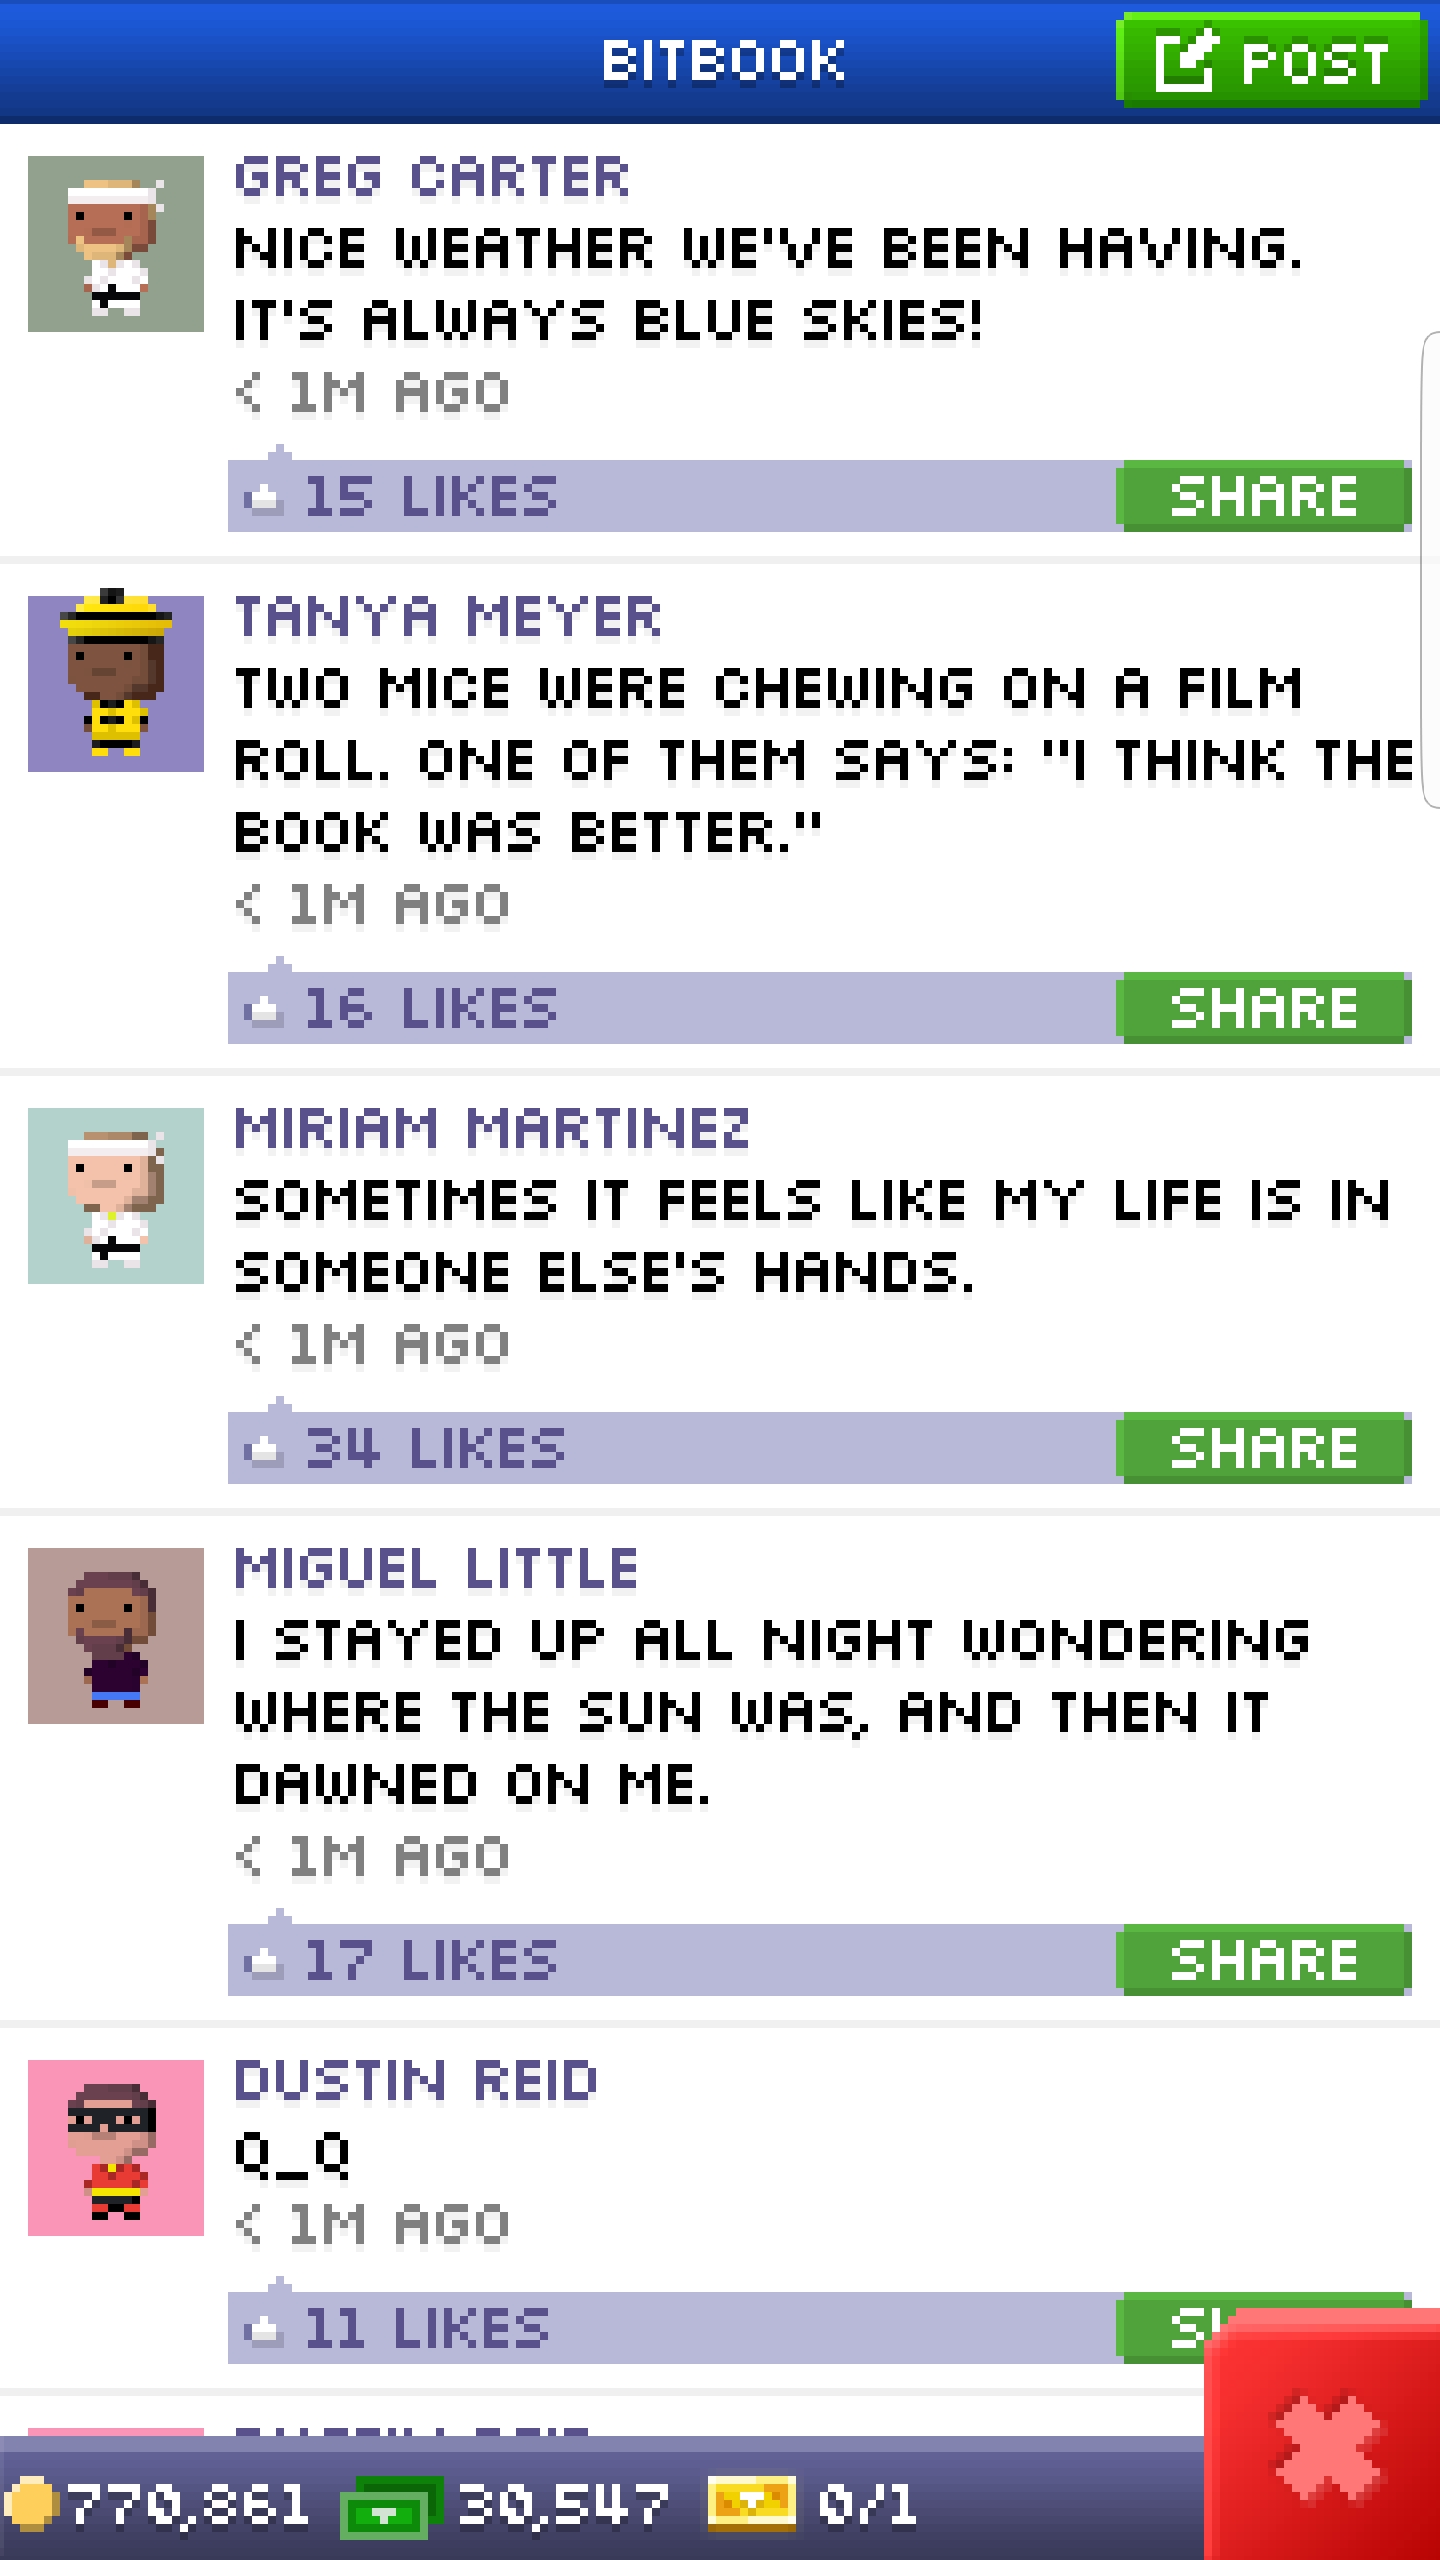 BITBOOK
POST
GREG CARTER
NICE WEATHER WE'VE BEEN HAVING.
IT'S ALWAYS BLUE SKIES!
< 1M AGO
15 LIKES
SHARE
TANYA MEYER
TWO MICE WERE CHEWING ON A FILM
ROLL. ONE OF THEM SAYS: "I THINK THE
BOOK WAS BETTER."
< 1M AGO
16 LIKES
SHARE
MIRIAM MARTINEZ
SOMETIMES IT FEELS LIKE MY LIFE IS IN
SOMEONE ELSE'S HANDS.
< 1M AGO
34 LIKES
SHARE
MIGUEL LITTLE
I STAYED UP ALL NIGHT WONDERING
WHERE THE SUN WAS, AND THEN IT
DAWNED ON ME.
< 1M AGO
17 LIKES
SHARE
DUSTIN REID
Q_Q
< 1M AGO
11 LIKES
770,861
30,547
0/1